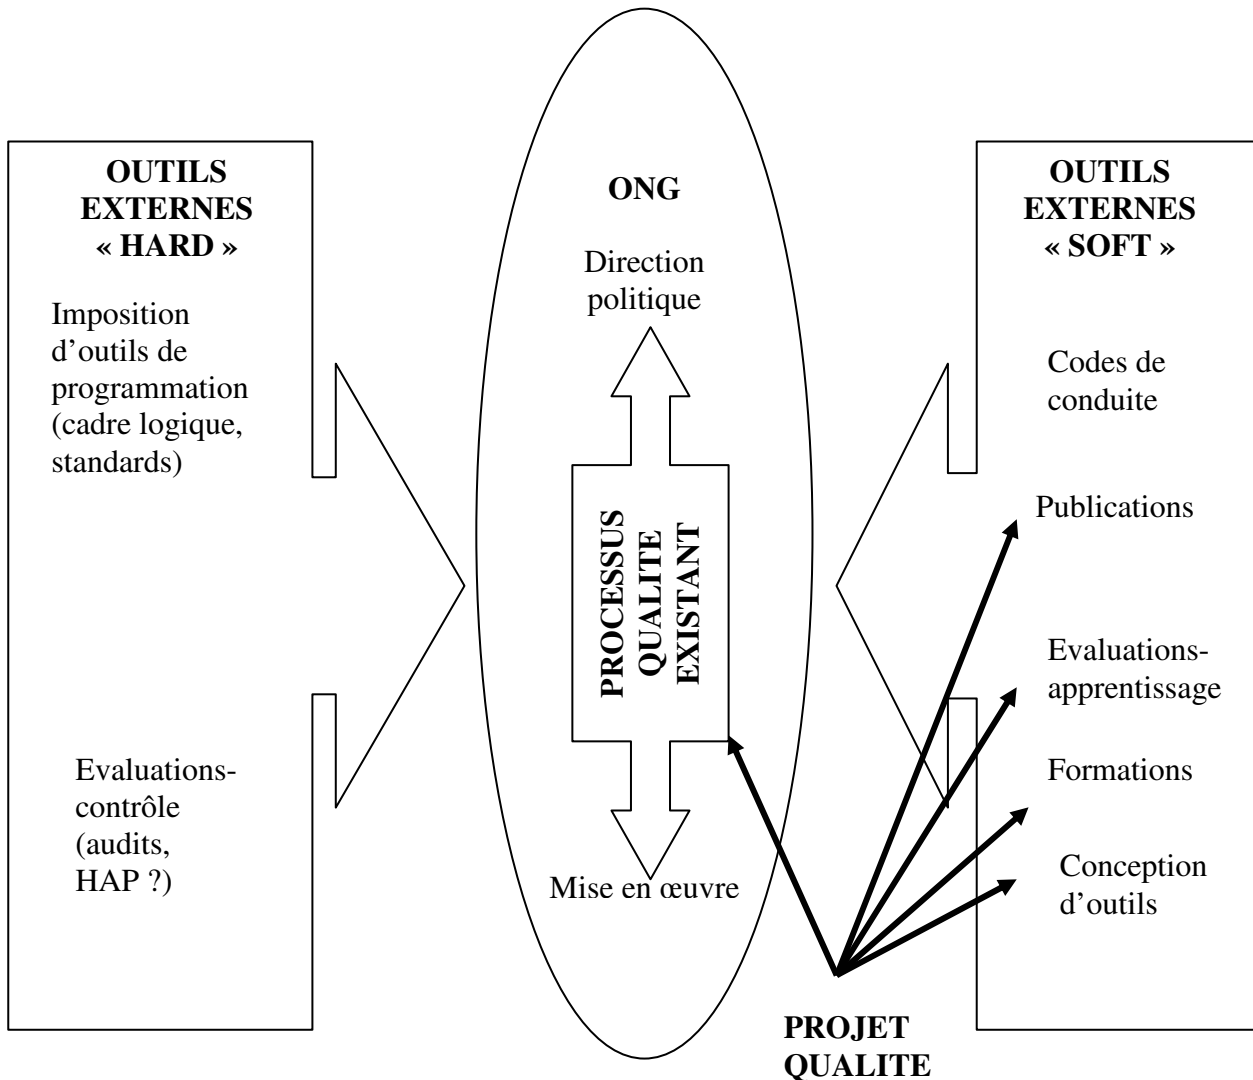 OUTILS
EXTERNES
« HARD »
Imposition
d’outils de
programmation
(cadre logique,
standards)
Evaluations-
contrôle
(audits,
HAP ?)
ONG
Direction
politique
PROCESSUS
QUALITE
EXISTANT
Mise en œuvre
OUTILS
EXTERNES
« SOFT »
Codes de
conduite
Publications
Evaluations-
apprentissage
Formations
Conception
d’outils
PROJET
QUALITE